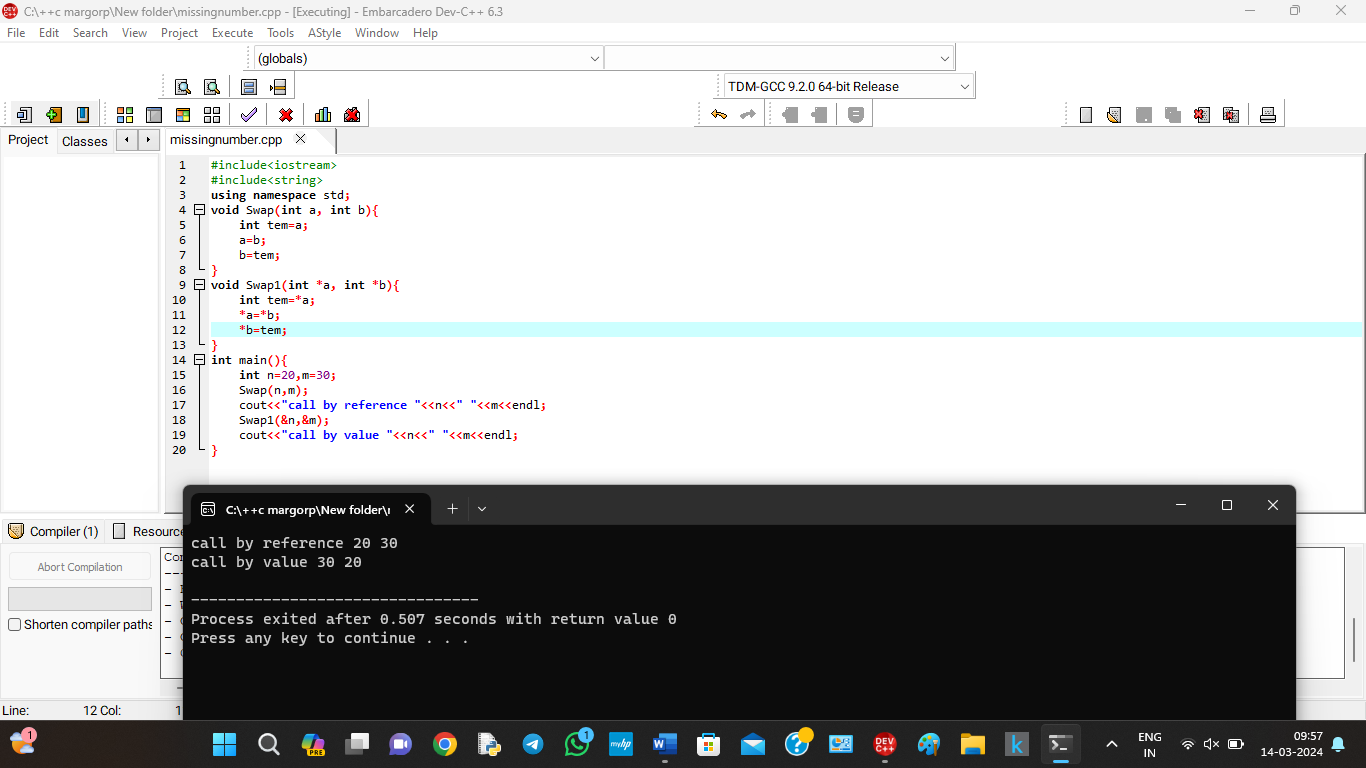 C:\++c margorp\New folder\missingnumber.cpp - [Executing] - Embarcadero Dev-C++ 6.3
File Edit Search View Project Execute Tools AStyle Window Help
(globals)
TDM-GCC 9.2.0 64-bit Release
Project Classes missingnumber.cpp
1 #include<iostream>
2 #include<string>
3 using namespace std;
4 void Swap(int a, int b){
5 int tem=a;
6 a=b;
7 b=tem;
8 }
9 void Swap1(int *a, int *b){
10 int tem=*a;
11 *a=*b;
12 *b=tem;
13 }
14 int main(){
15 int n=20,m=30;
16 Swap(n,m);
17 cout<<"call by reference "<<n<<" "<<m<<endl;
18 Swap1(&n,&m);
19 cout<<"call by value "<<n<<" "<<m<<endl;
20 }
C:\++c margorp\New folder\
Compiler (1) Resource
call by reference 20 30
call by value 30 20
Abort Compilation
--------------------------------
Process exited after 0.507 seconds with return value 0
Shorten compiler paths
Press any key to continue . . .
Line: 12 Col: 1
1
PRE
1
myhp
DEV C++
k
ENG
IN
09:57
14-03-2024